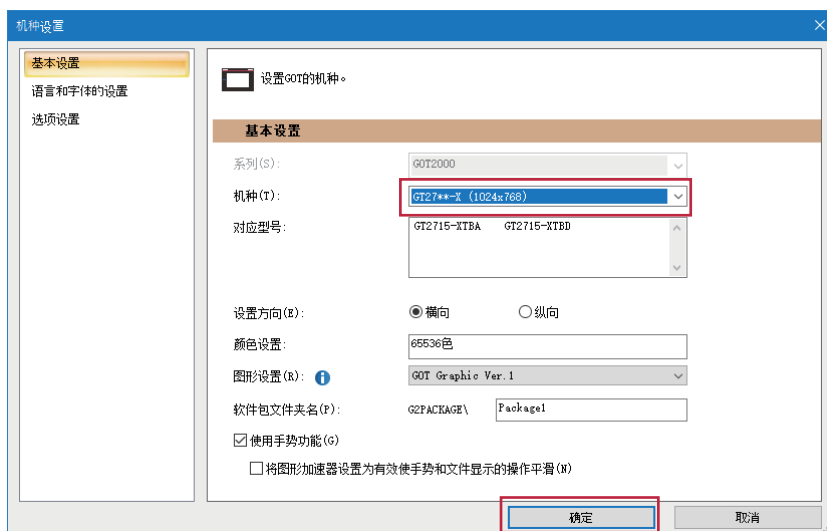 机种设置
基本设置
语言和字体的设置
选项设置
设置GOT的机种。
基本设置
系列(S): GOT2000
机种(T): GT27**-X (1024x768)
对应型号: GT2715-XTBA GT2715-XTBD
设置方向(E): 横向 纵向
颜色设置: 65536色
图形设置(R): GOT Graphic Ver.1
软件包文件夹名(P): G2PACKAGE\ Package1
使用手势功能(G)
将图形加速器设置为有效使手势和文件显示的操作平滑(N)
确定 取消